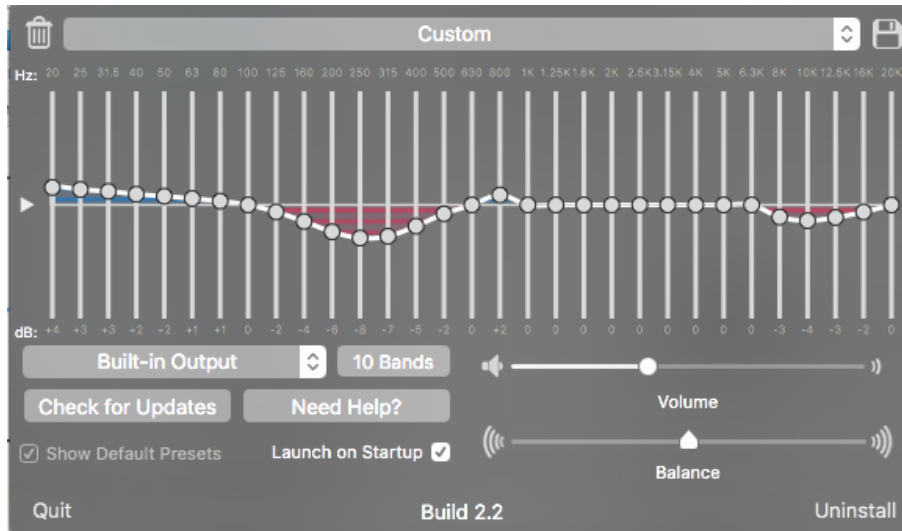 Custom
Hz: 20 25 31.5 40 50 63 80 100 125 160 200 250 315 400 500 630 800 1K 1.25K 1.6K 2K 2.5K 3.15K 4K 5K 6.3K 8K 10K 12.5K 16K 20K
dB: +4 +3 +3 +2 +2 +1 +1 0 -2 -4 -6 -8 -7 -5 -2 0 +2 0 0 0 0 0 0 0 0 0 -3 -4 -3 -2 0
Built-in Output 10 Bands
Check for Updates Need Help?
Volume
Show Default Presets Launch on Startup
Balance
Quit Build 2.2 Uninstall